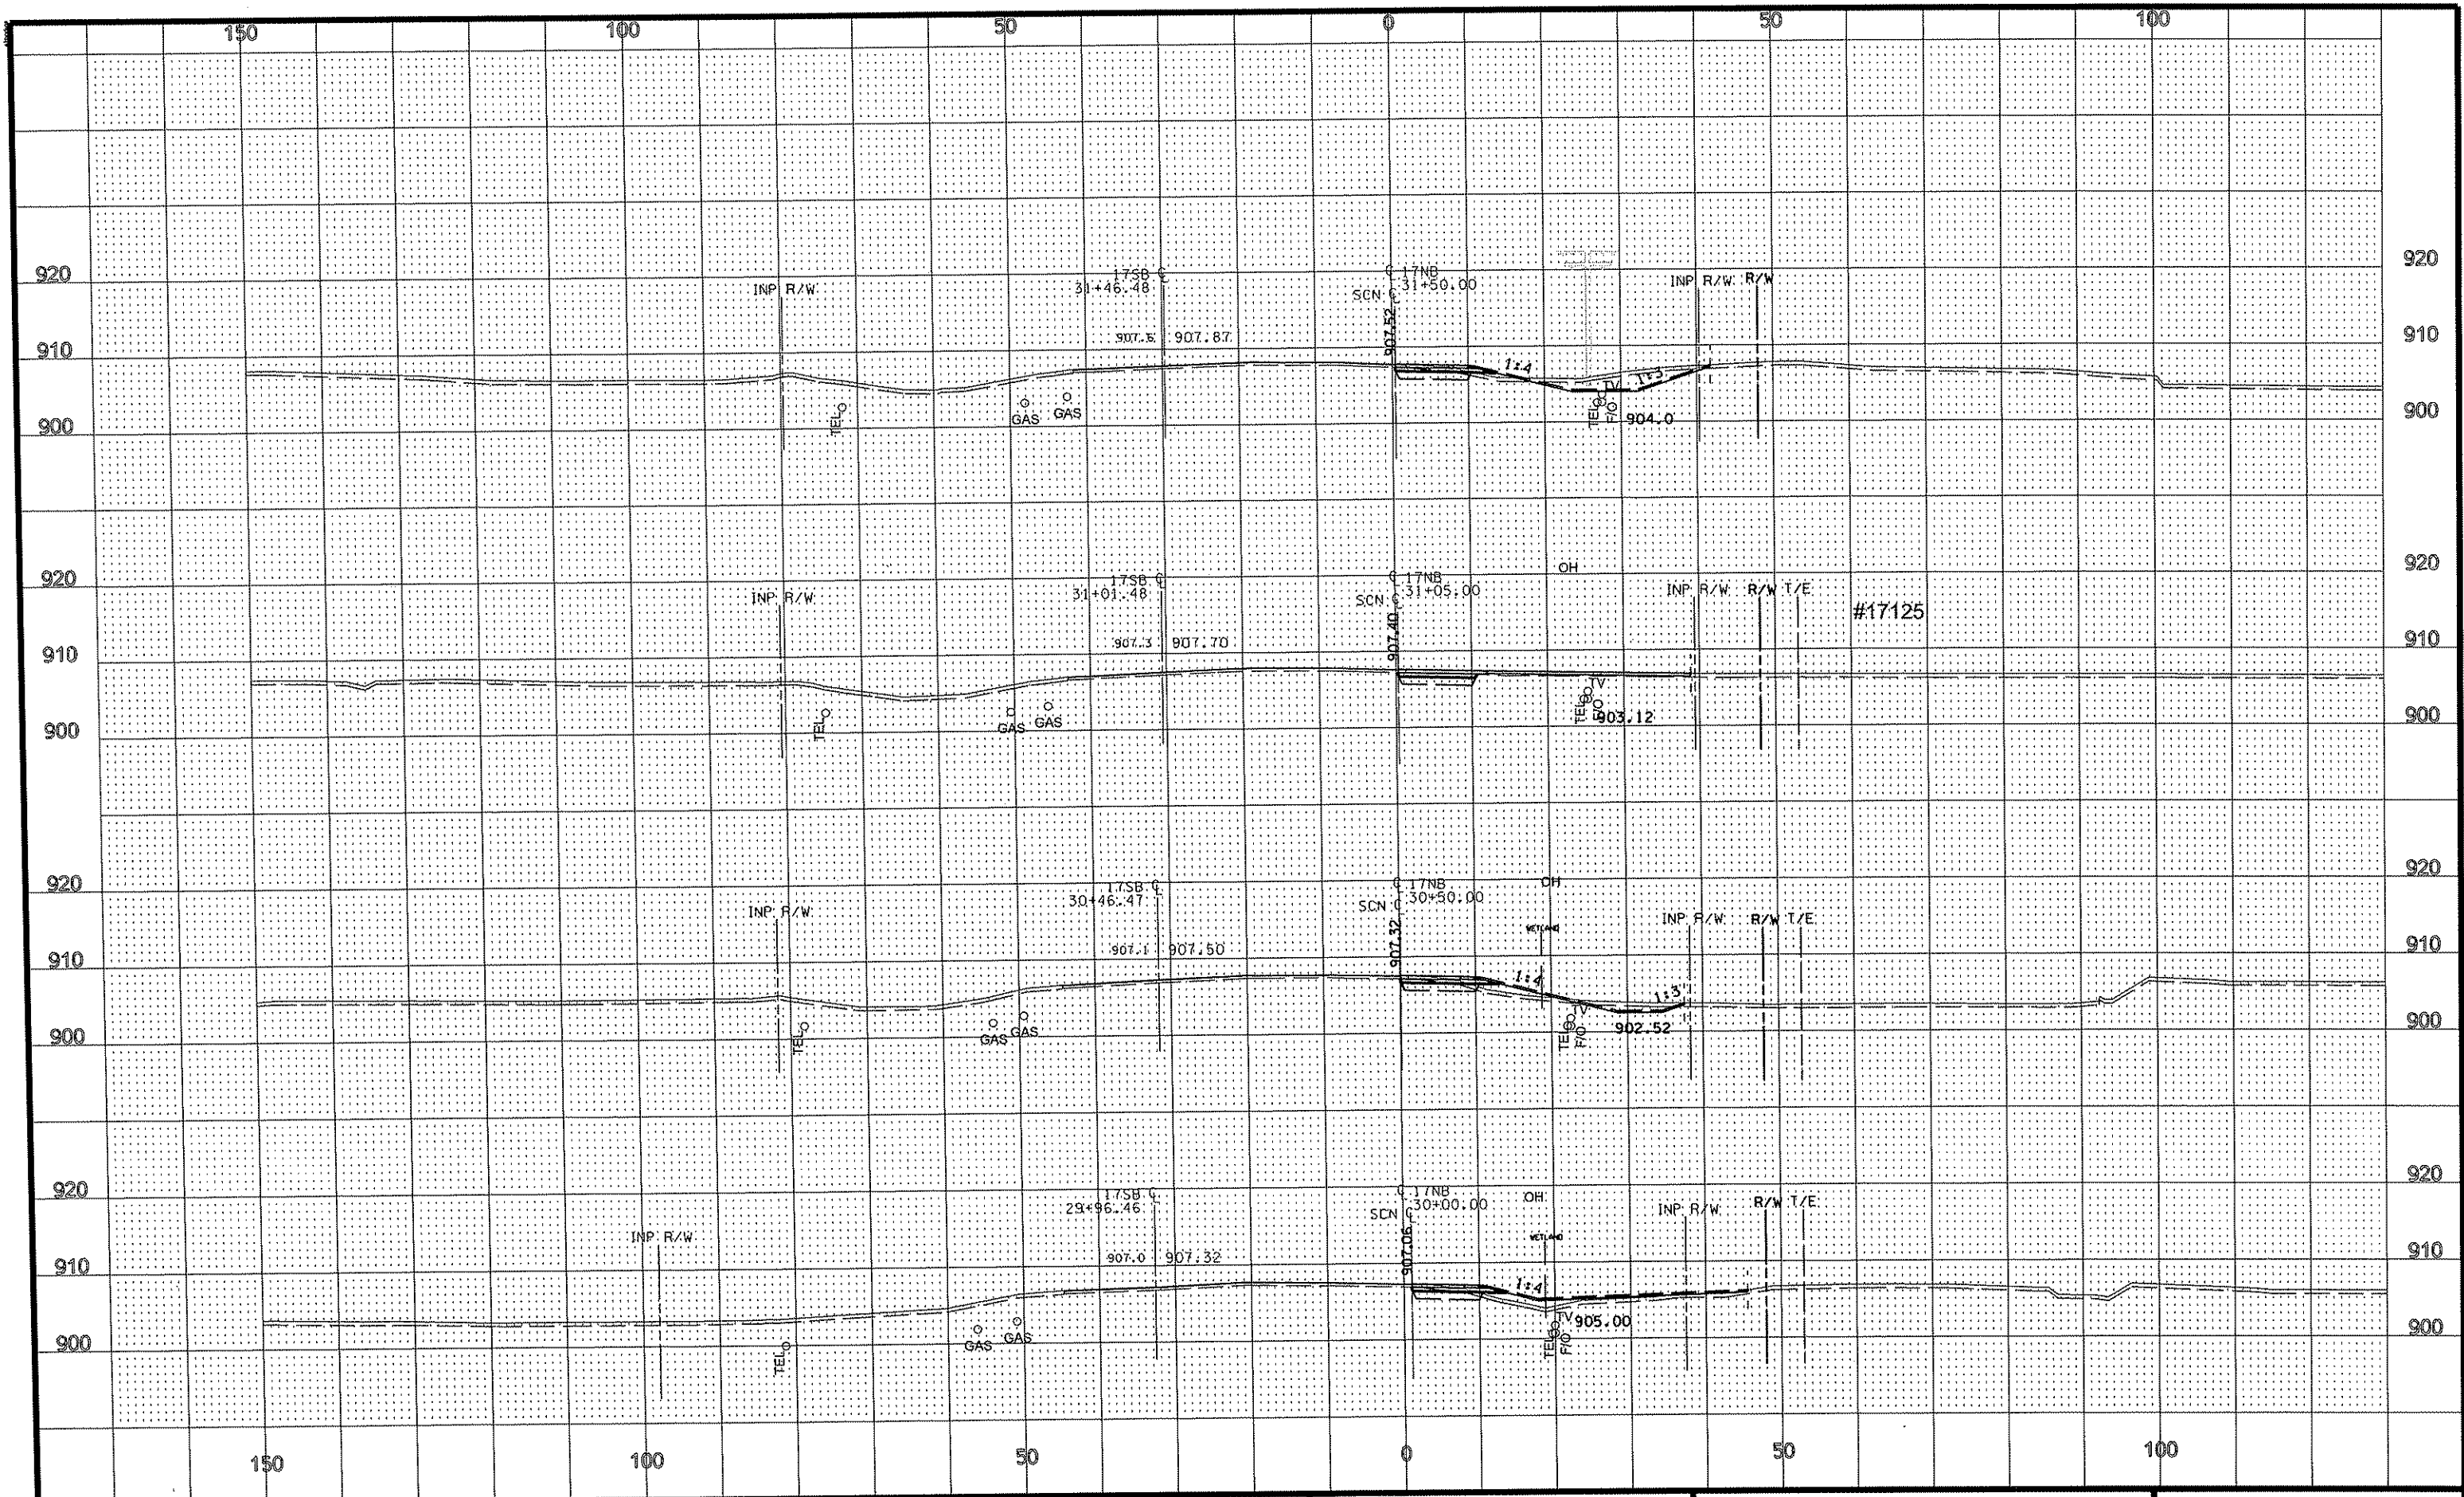 150 100 50 0 50 100
920 17SB ℄ ℄ 17NB 920
INP R/W 31+46.48 SCN ℄ 31+50.00 INP R/W R/W
907.52
910 907.6 907.87 910
1:4 1:3
TEL GAS GAS TEL TV F/O 904.0
900 900
OH
920 17SB ℄ ℄ 17NB 920
INP R/W 31+01.48 SCN ℄ 31+05.00 INP R/W R/W T/E
#17125
907.40
910 907.3 907.70 910
TEL GAS GAS TEL TV F/O 903.12
900 900
920 17SB ℄ ℄ 17NB OH 920
INP R/W 30+46.47 SCN ℄ 30+50.00 INP R/W R/W T/E
907.32 WETLAND
910 907.1 907.50 910
1:4 1:3
TEL GAS GAS TEL TV F/O 902.52
900 900
920 17SB ℄ ℄ 17NB OH 920
29+96.46 SCN ℄ 30+00.00 INP R/W R/W T/E
INP R/W 907.06 WETLAND
910 907.0 907.32 910
1:4
TEL GAS GAS TEL TV F/O 905.00
900 900
150 100 50 0 50 100